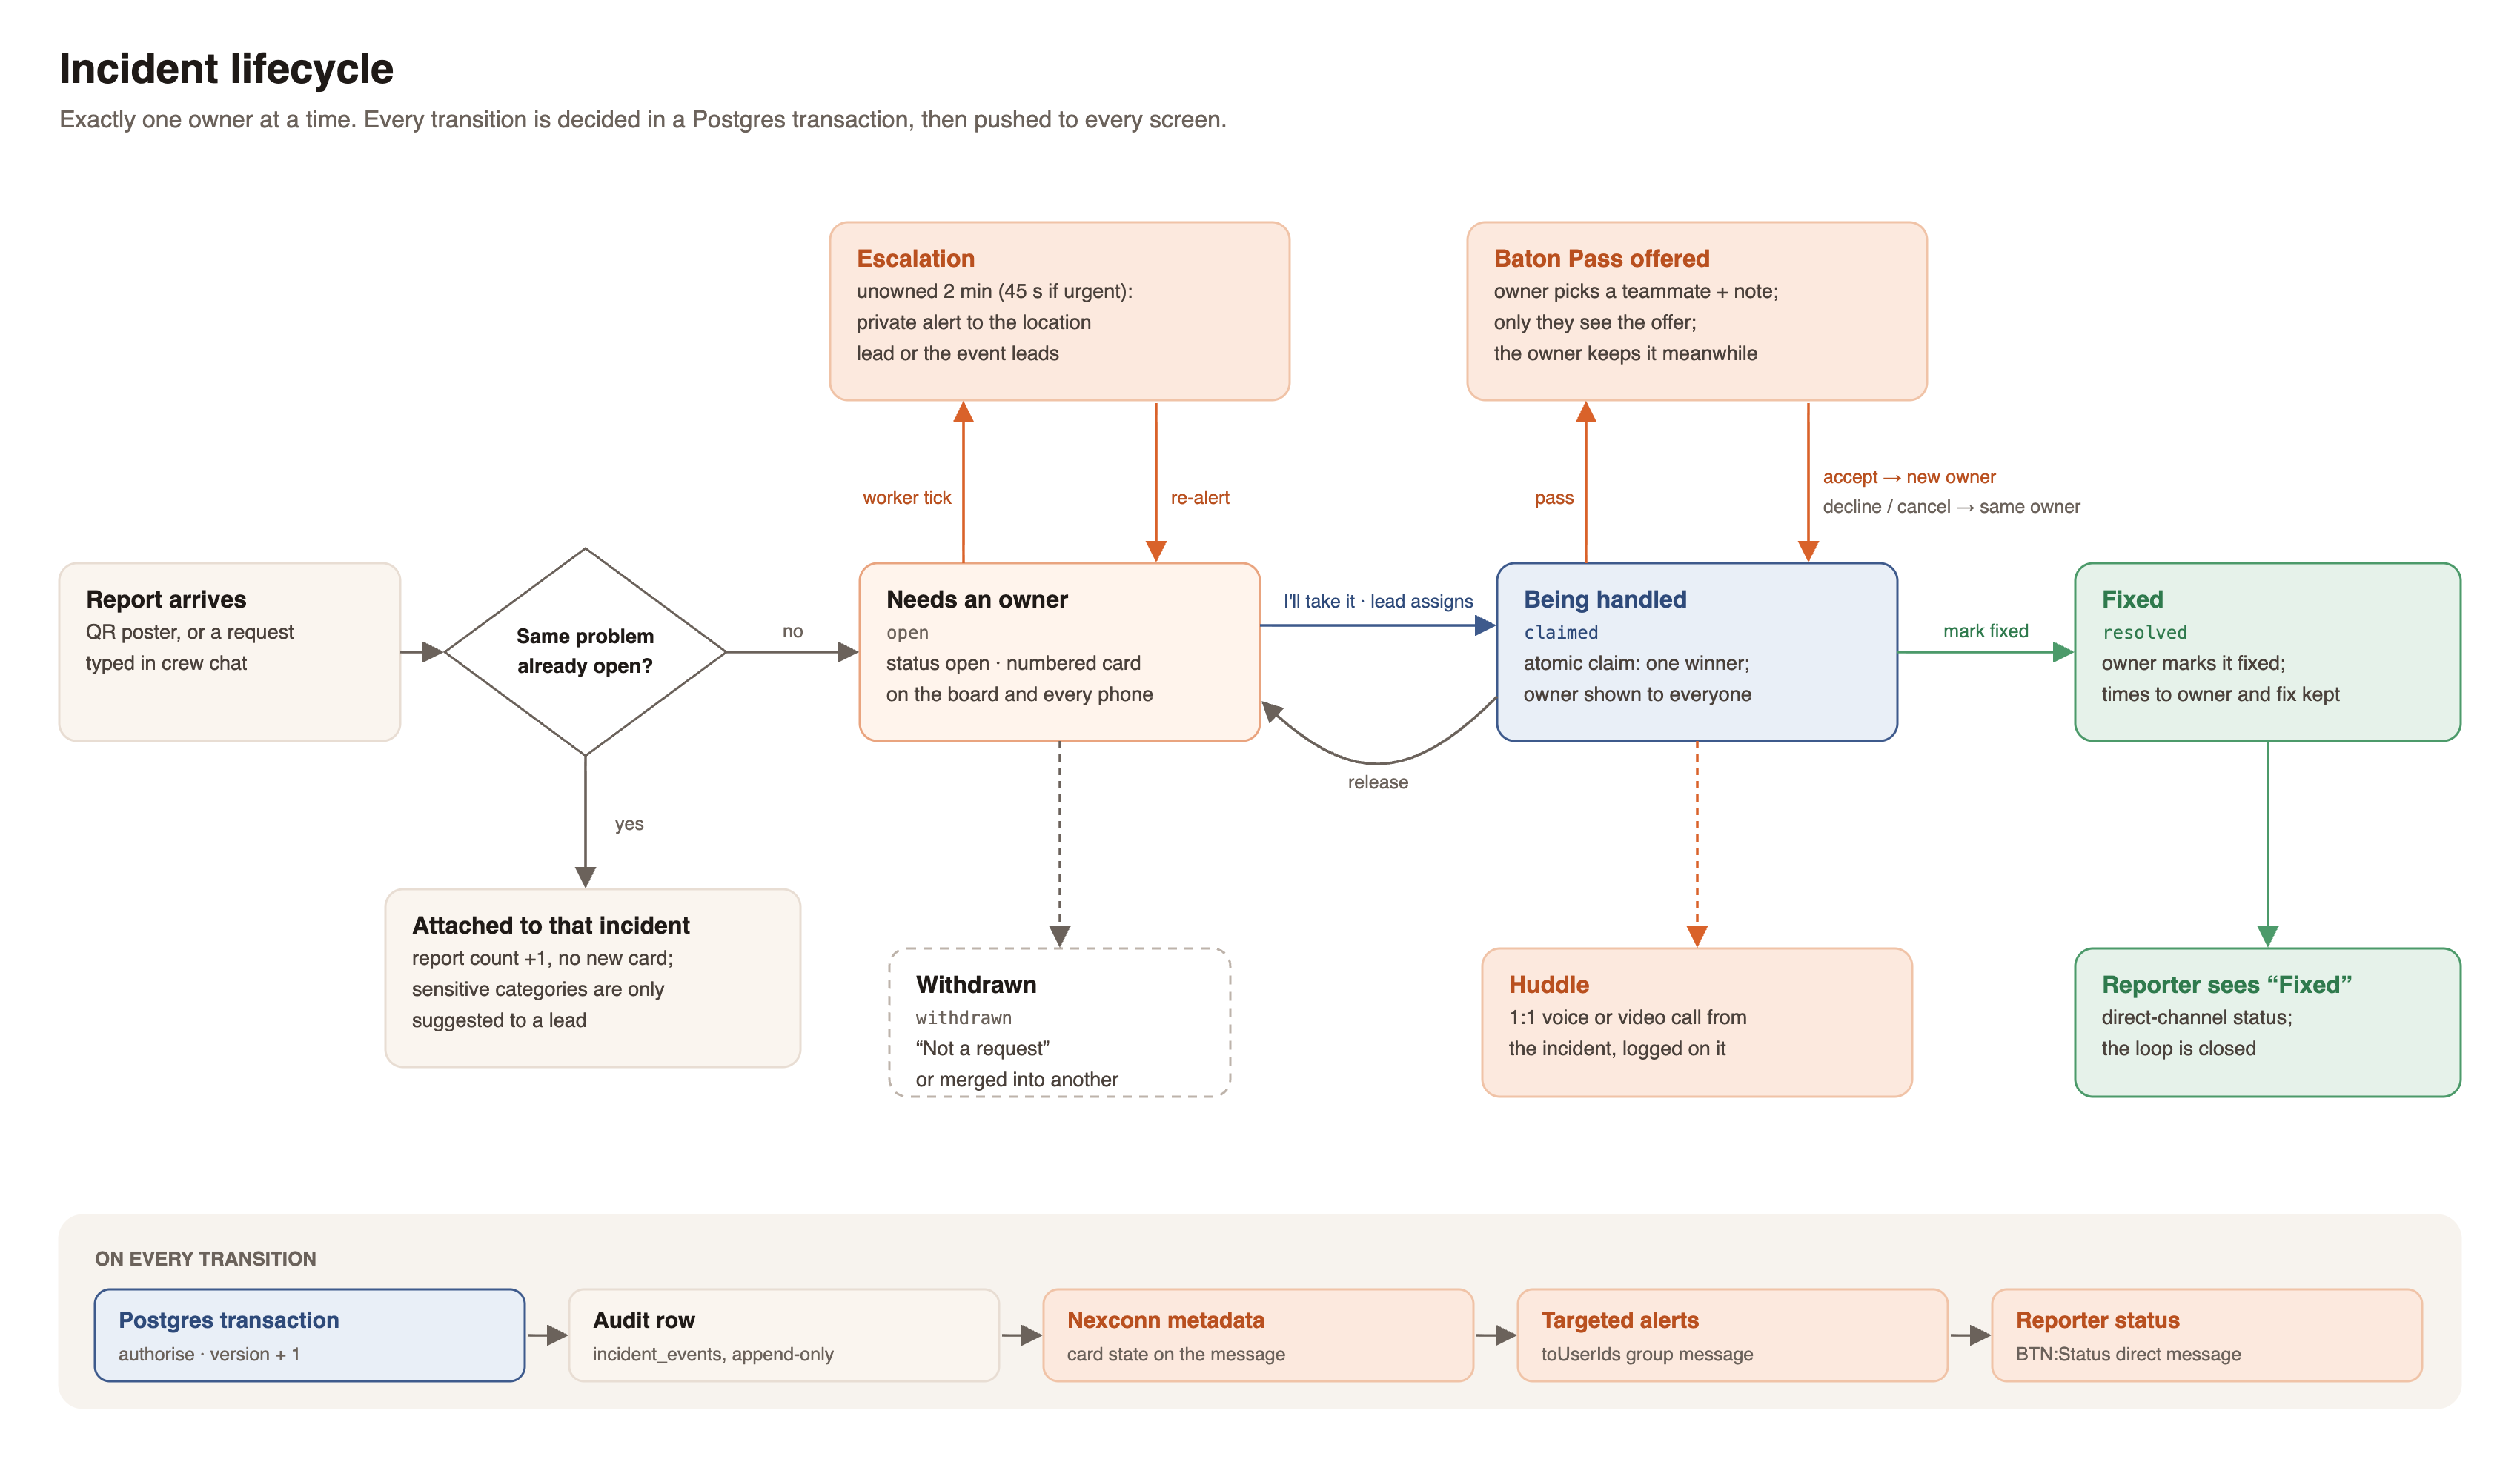 Incident lifecycle
Exactly one owner at a time. Every transition is decided in a Postgres transaction, then pushed to every screen.
Escalation
unowned 2 min (45 s if urgent):
private alert to the location
lead or the event leads
Baton Pass offered
owner picks a teammate + note;
only they see the offer;
the owner keeps it meanwhile
worker tick
re-alert
pass
accept → new owner
decline / cancel → same owner
Report arrives
QR poster, or a request
typed in crew chat
Same problem
already open?
no
Needs an owner
open
status open · numbered card
on the board and every phone
I'll take it · lead assigns
Being handled
claimed
atomic claim: one winner;
owner shown to everyone
mark fixed
Fixed
resolved
owner marks it fixed;
times to owner and fix kept
release
yes
Attached to that incident
report count +1, no new card;
sensitive categories are only
suggested to a lead
Withdrawn
withdrawn
“Not a request”
or merged into another
Huddle
1:1 voice or video call from
the incident, logged on it
Reporter sees “Fixed”
direct-channel status;
the loop is closed
ON EVERY TRANSITION
Postgres transaction
authorise · version + 1
Audit row
incident_events, append-only
Nexconn metadata
card state on the message
Targeted alerts
toUserIds group message
Reporter status
BTN:Status direct message